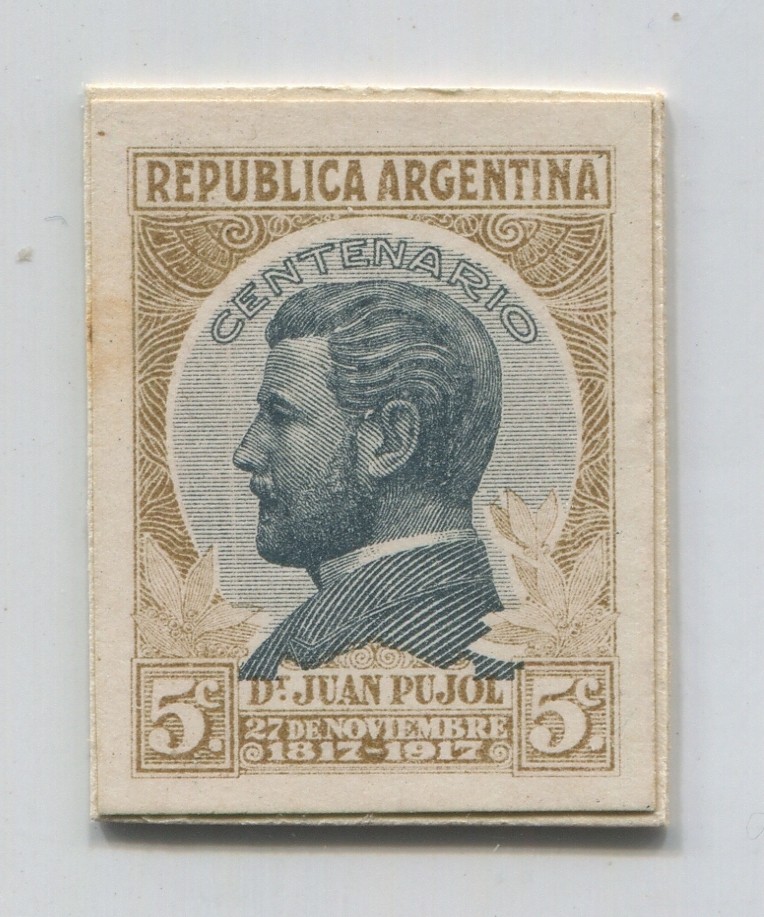 REPUBLICA ARGENTINA
CENTENARIO
5c. Dr. JUAN PUJOL 5c.
27 DE NOVIEMBRE
1817-1917